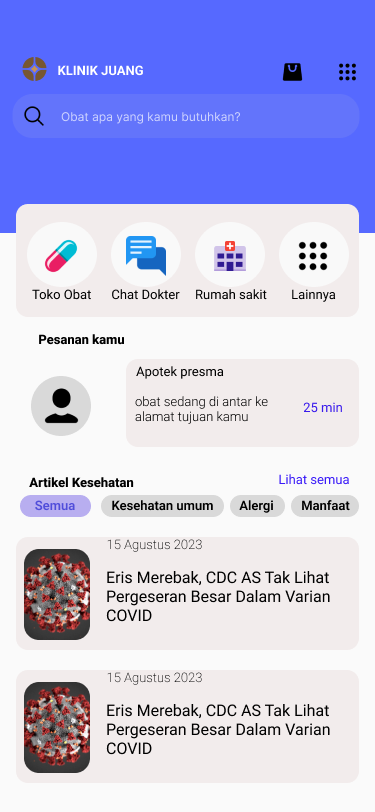 KLINIK JUANG
Obat apa yang kamu butuhkan?
Toko Obat
Chat Dokter
Rumah sakit
Lainnya
Pesanan kamu
Apotek presma
obat sedang di antar ke
alamat tujuan kamu
25 min
Artikel Kesehatan
Lihat semua
Semua
Kesehatan umum
Alergi
Manfaat
15 Agustus 2023
Eris Merebak, CDC AS Tak Lihat
Pergeseran Besar Dalam Varian
COVID
15 Agustus 2023
Eris Merebak, CDC AS Tak Lihat
Pergeseran Besar Dalam Varian
COVID